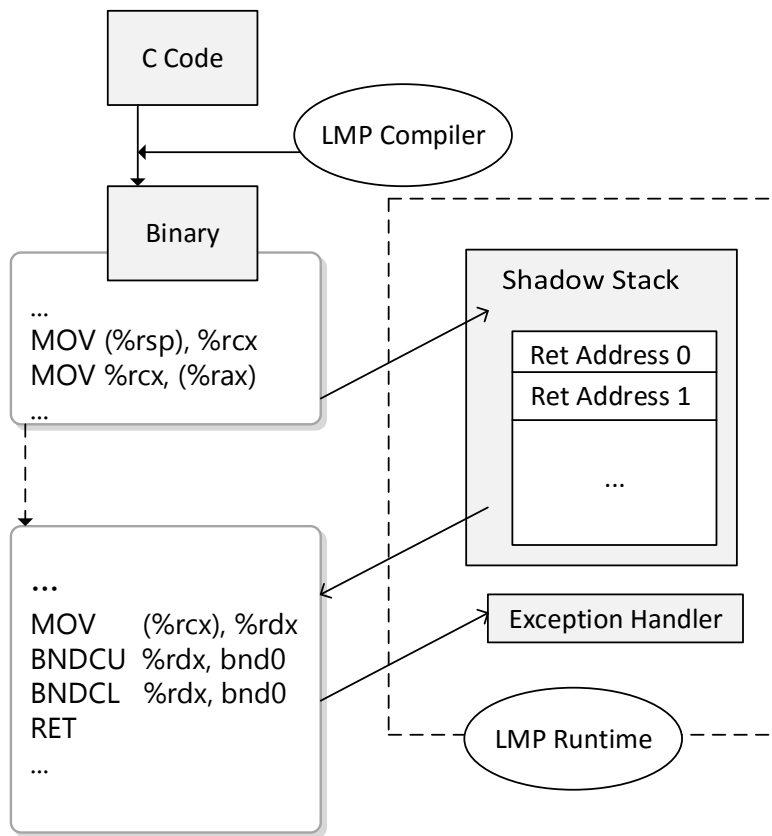 C Code
LMP Compiler
Binary
...
MOV (%rsp), %rcx
MOV %rcx, (%rax)
...
Shadow Stack
Ret Address 0
Ret Address 1
...
...
MOV (%rcx), %rdx
BNDCU %rdx, bnd0
BNDCL %rdx, bnd0
RET
...
Exception Handler
LMP Runtime